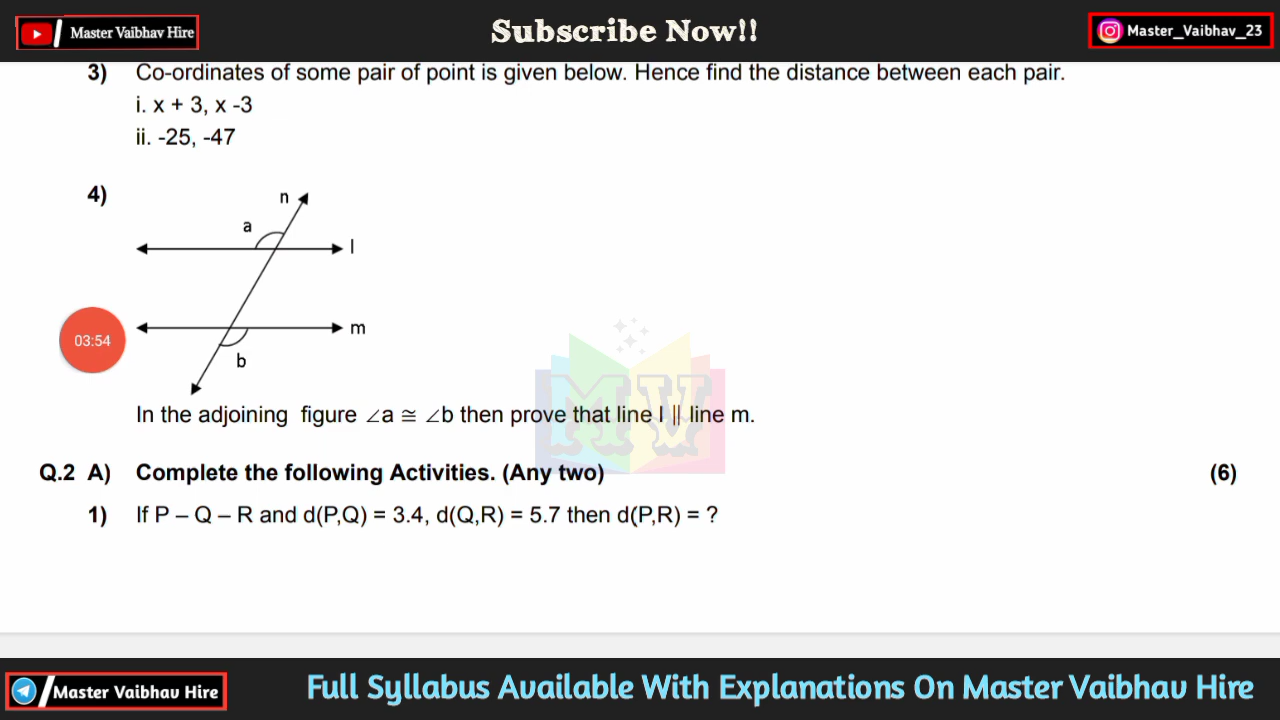 Master Vaibhav Hire
Subscribe Now!!
Master_Vaibhav_23
3) Co-ordinates of some pair of point is given below. Hence find the distance between each pair.
i. x + 3, x -3
ii. -25, -47
4)
n
a
l
m
03:54
b
MV
In the adjoining figure ∠a ≅ ∠b then prove that line l || line m.
Q.2 A) Complete the following Activities. (Any two) (6)
1) If P – Q – R and d(P,Q) = 3.4, d(Q,R) = 5.7 then d(P,R) = ?
Master Vaibhav Hire
Full Syllabus Available With Explanations On Master Vaibhav Hire